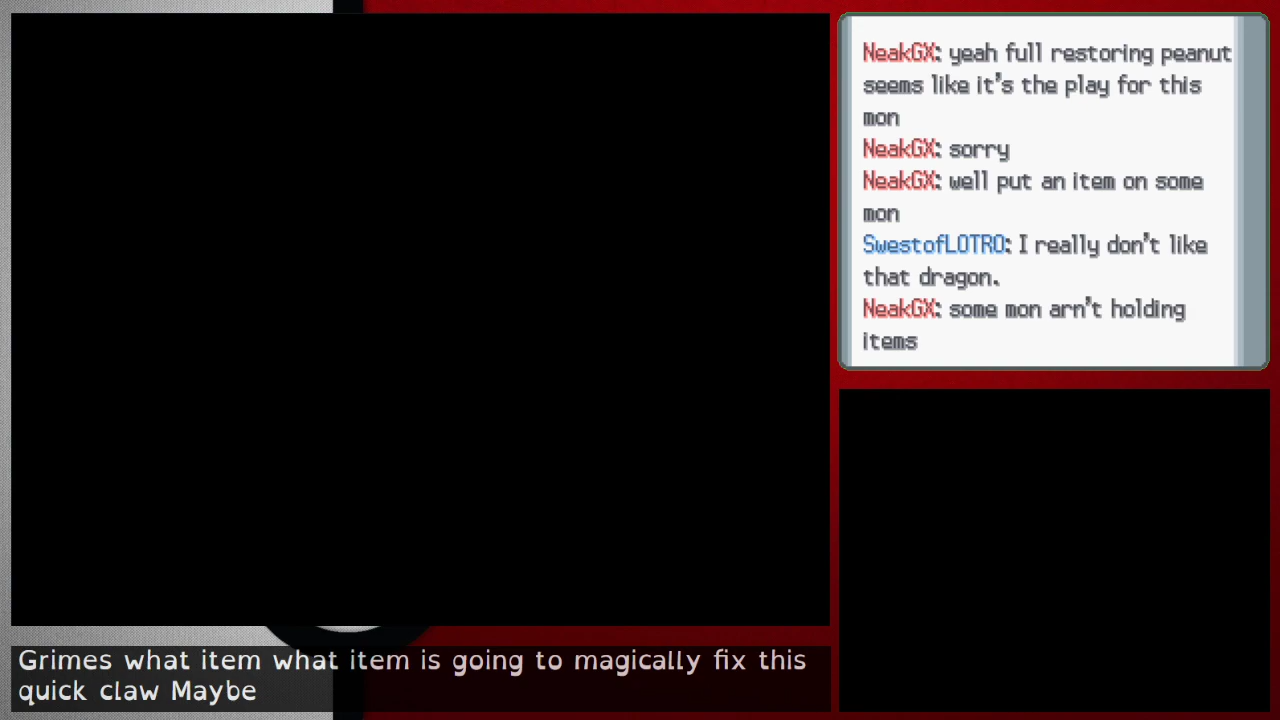 NeakGX: yeah full restoring peanut
seems like it's the play for this
mon
NeakGX: sorry
NeakGX: well put an item on some
mon
SwestofLOTRO: I really don't like
that dragon.
NeakGX: some mon arn't holding
items
Grimes what item what item is going to magically fix this
quick claw Maybe